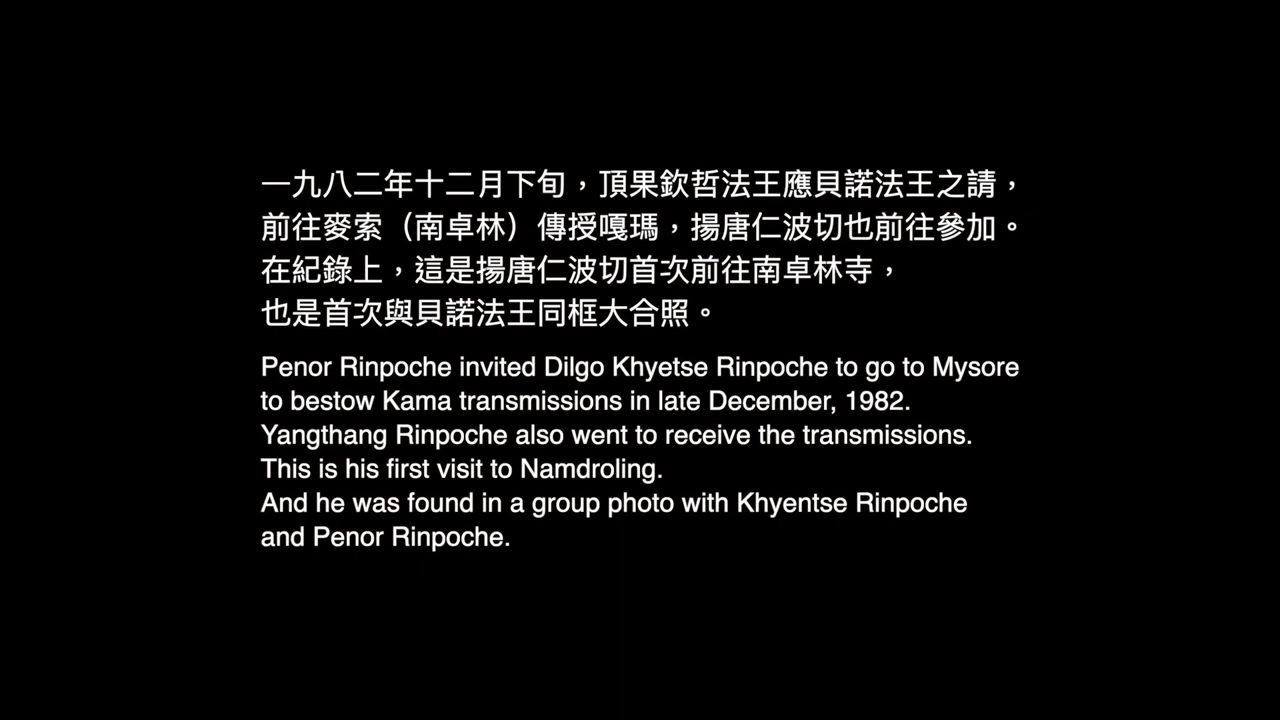 一九八二年十二月下旬，頂果欽哲法王應貝諾法王之請，
前往麥索（南卓林）傳授嘎瑪，揚唐仁波切也前往參加。
在紀錄上，這是揚唐仁波切首次前往南卓林寺，
也是首次與貝諾法王同框大合照。
Penor Rinpoche invited Dilgo Khyetse Rinpoche to go to Mysore
to bestow Kama transmissions in late December, 1982.
Yangthang Rinpoche also went to receive the transmissions.
This is his first visit to Namdroling.
And he was found in a group photo with Khyentse Rinpoche
and Penor Rinpoche.